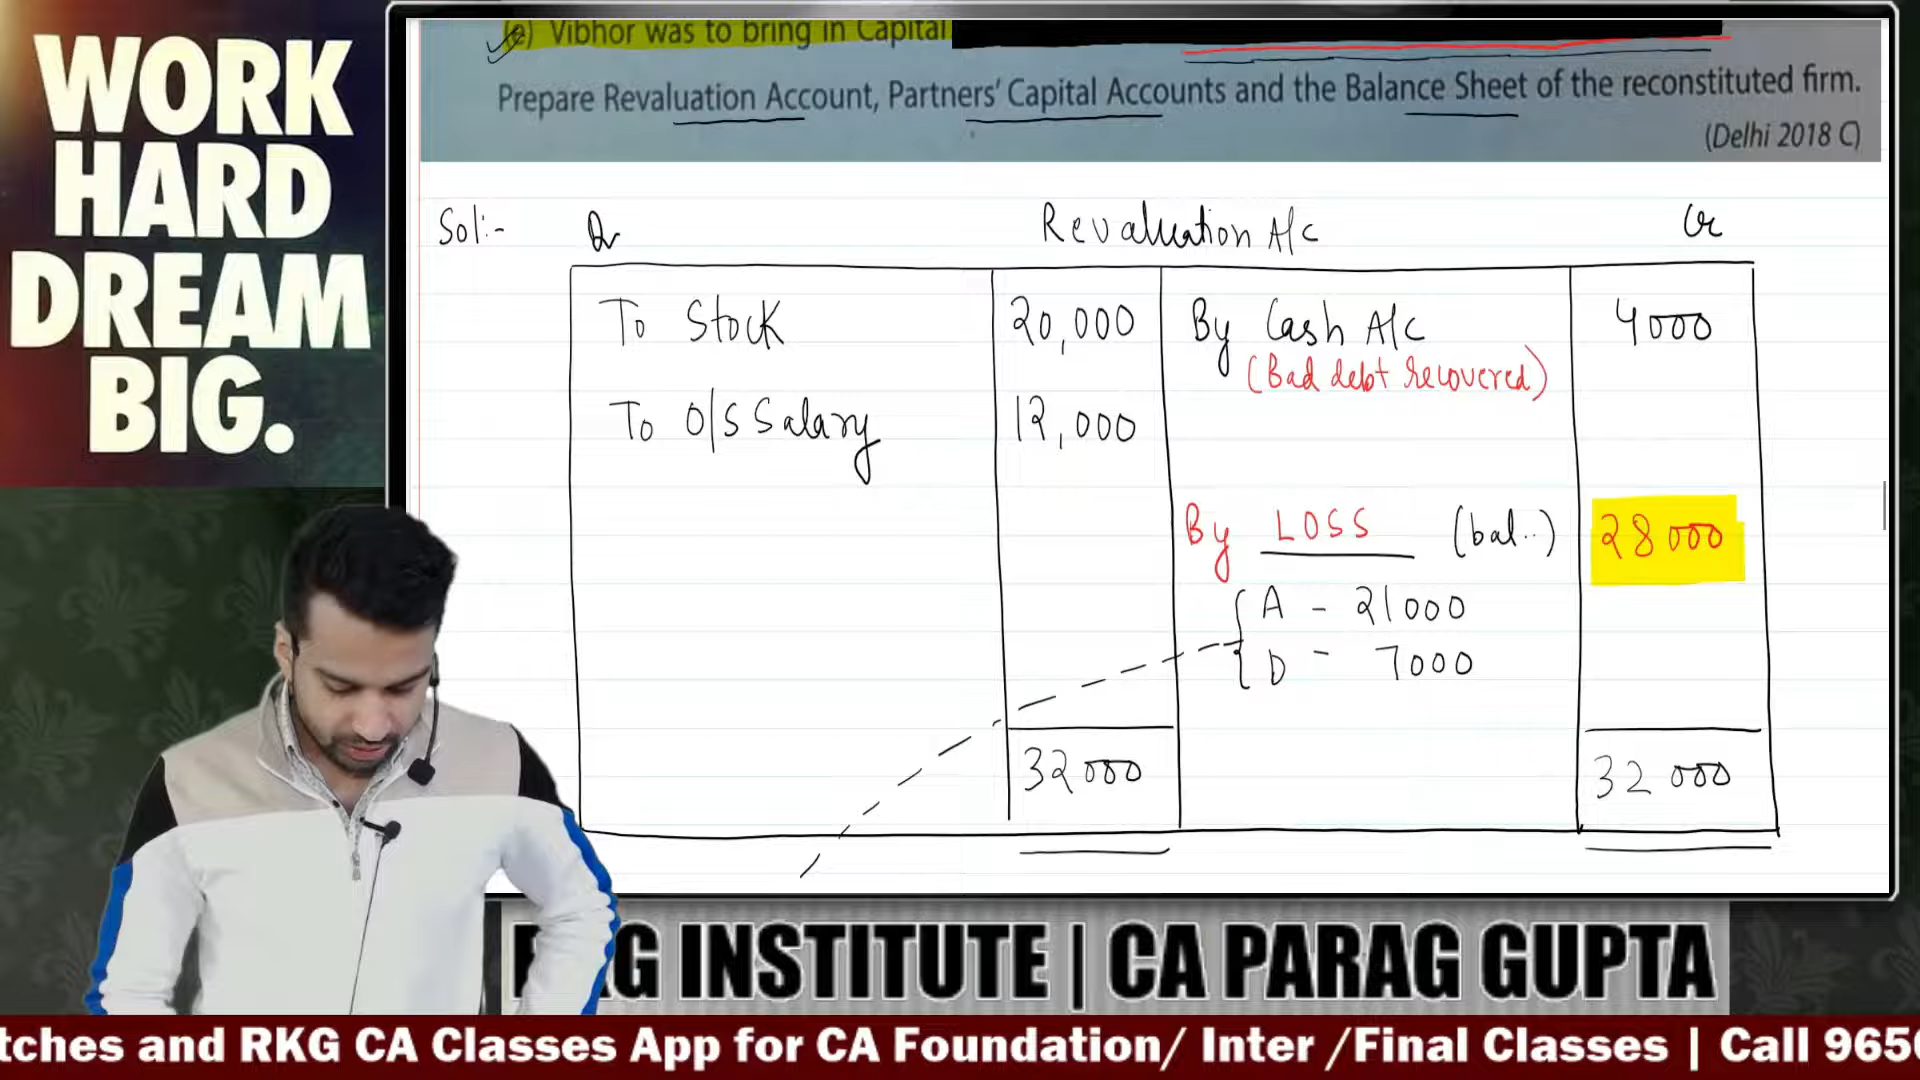 WORK
HARD
DREAM
BIG.
(e) Vibhor was to bring in Capital
Prepare Revaluation Account, Partners' Capital Accounts and the Balance Sheet of the reconstituted firm.
(Delhi 2018 C)
Sol:- Dr Revaluation A/c Cr
To Stock 20,000 By Cash A/c 4000
(Bad debt recovered)
To O/S Salary 12,000
By LOSS (bal..) 28000
A - 21000
D - 7000
32000 32000
G INSTITUTE | CA PARAG GUPTA
tches and RKG CA Classes App for CA Foundation/ Inter /Final Classes | Call 965